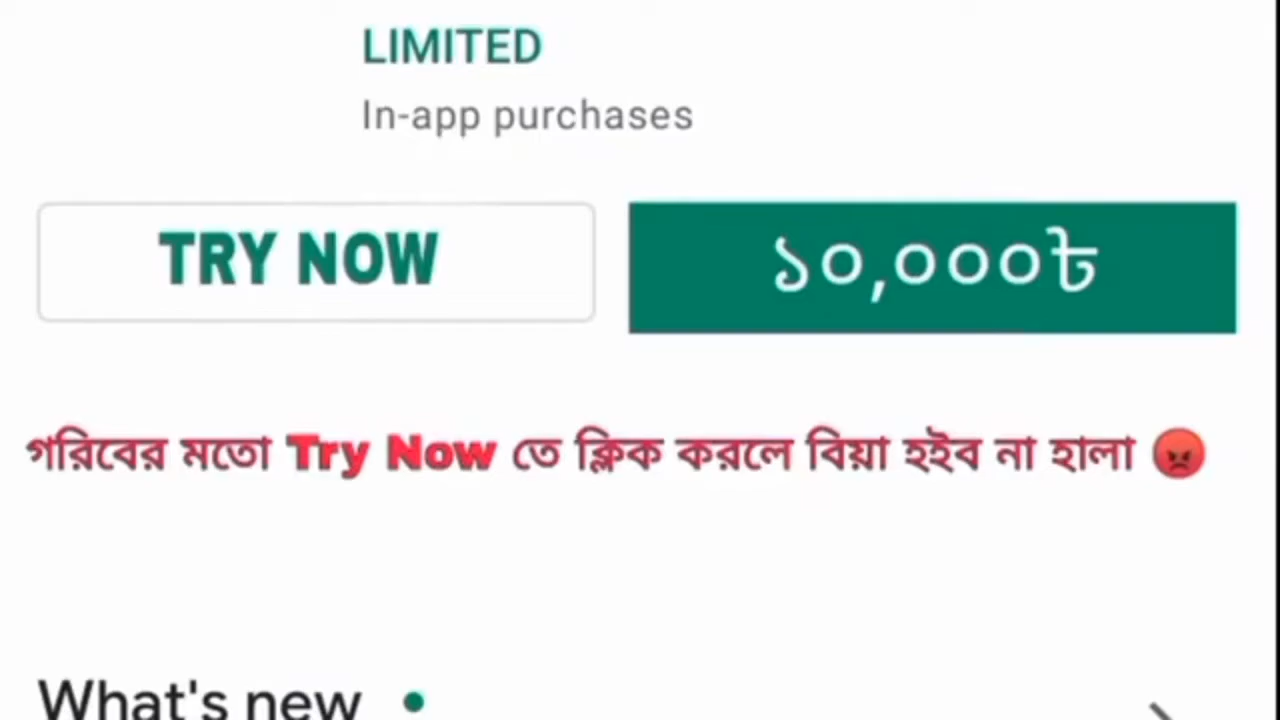 LIMITED
In-app purchases
TRY NOW
১০,০০০৳
গরিবের মতো Try Now তে ক্লিক করলে বিয়া হইব না হালা 😡
What's new